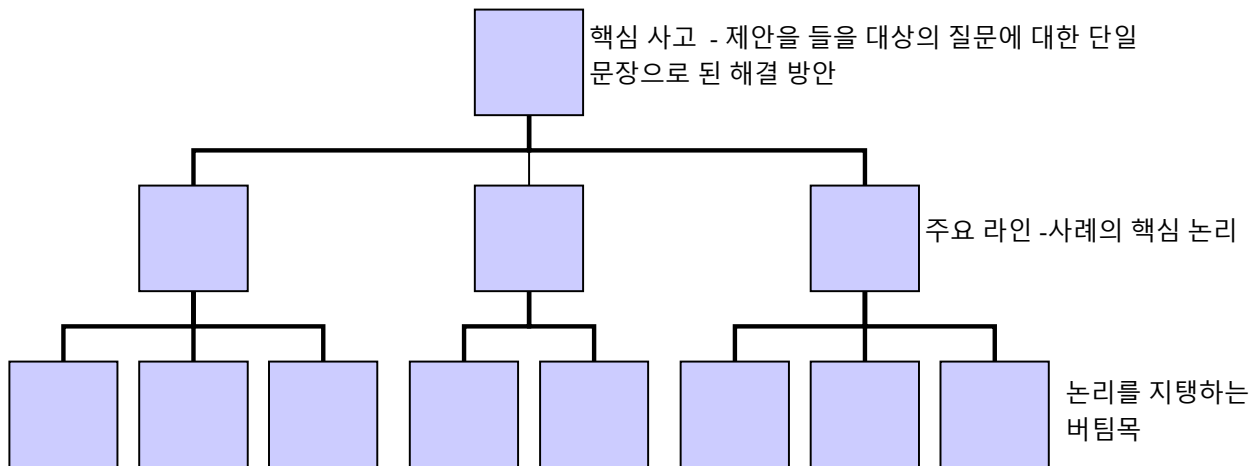 핵심 사고 - 제안을 들을 대상의 질문에 대한 단일
문장으로 된 해결 방안
주요 라인 -사례의 핵심 논리
논리를 지탱하는
버팀목